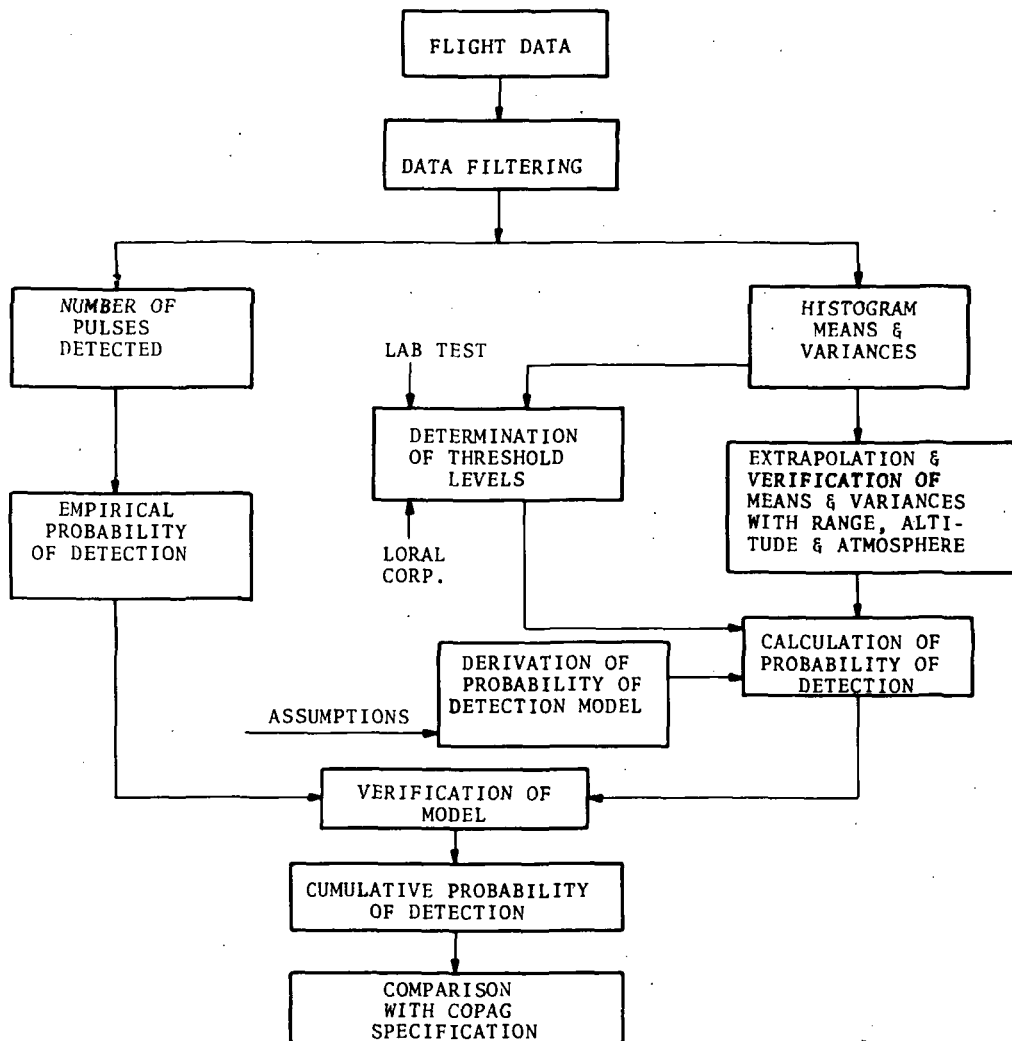 FLIGHT DATA
DATA FILTERING
NUMBER OF
PULSES
DETECTED
HISTOGRAM
MEANS &
VARIANCES
LAB TEST
DETERMINATION
OF THRESHOLD
LEVELS
EXTRAPOLATION &
VERIFICATION OF
MEANS & VARIANCES
WITH RANGE, ALTI-
TUDE & ATMOSPHERE
EMPIRICAL
PROBABILITY
OF DETECTION
LORAL
CORP.
CALCULATION OF
PROBABILITY OF
DETECTION
DERIVATION OF
PROBABILITY OF
DETECTION MODEL
ASSUMPTIONS
VERIFICATION OF
MODEL
CUMULATIVE PROBABILITY
OF DETECTION
COMPARISON
WITH COPAG
SPECIFICATION